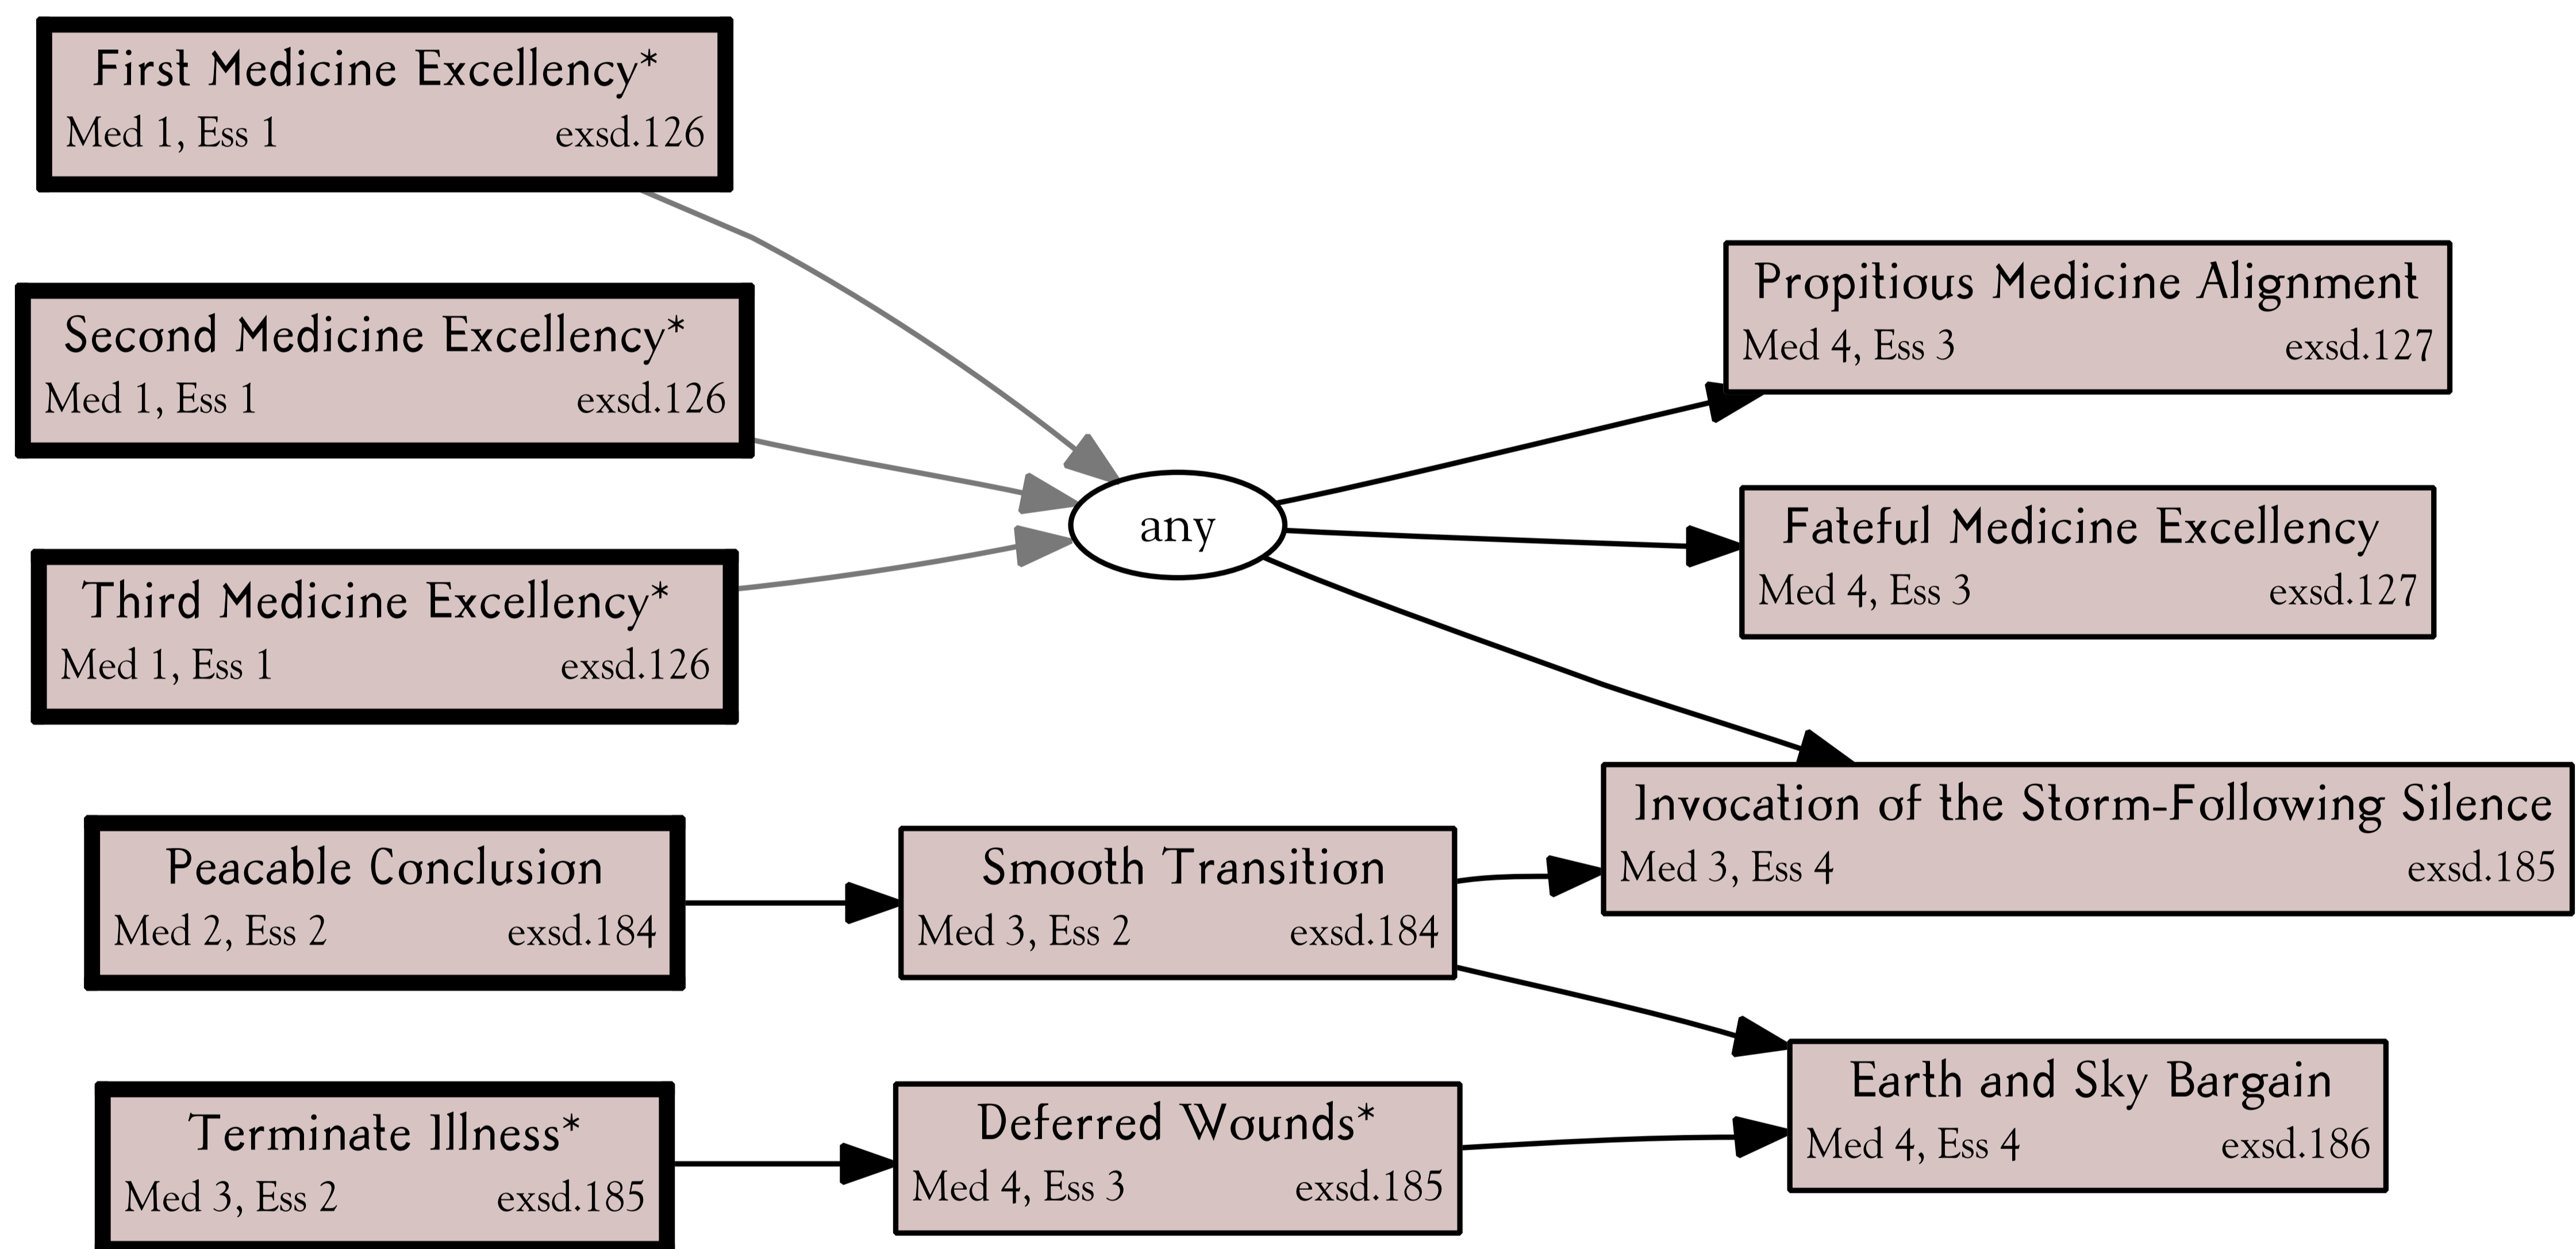 First Medicine Excellency*
Med 1, Ess 1 exsd.126
Second Medicine Excellency*
Med 1, Ess 1 exsd.126
Third Medicine Excellency*
Med 1, Ess 1 exsd.126
any
Propitious Medicine Alignment
Med 4, Ess 3 exsd.127
Fateful Medicine Excellency
Med 4, Ess 3 exsd.127
Invocation of the Storm-Following Silence
Med 3, Ess 4 exsd.185
Peacable Conclusion
Med 2, Ess 2 exsd.184
Smooth Transition
Med 3, Ess 2 exsd.184
Earth and Sky Bargain
Med 4, Ess 4 exsd.186
Terminate Illness*
Med 3, Ess 2 exsd.185
Deferred Wounds*
Med 4, Ess 3 exsd.185